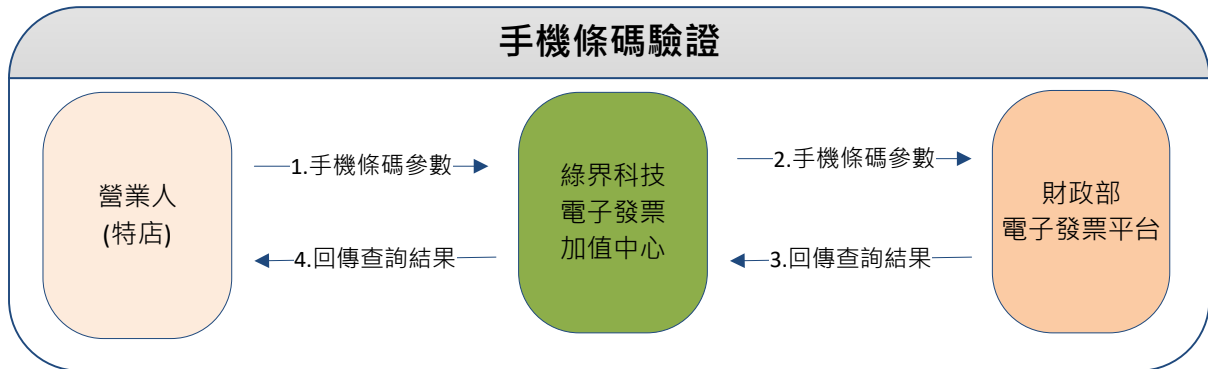 手機條碼驗證
營業人
(特店)
1.手機條碼參數
4.回傳查詢結果
綠界科技
電子發票
加值中心
2.手機條碼參數
3.回傳查詢結果
財政部
電子發票平台